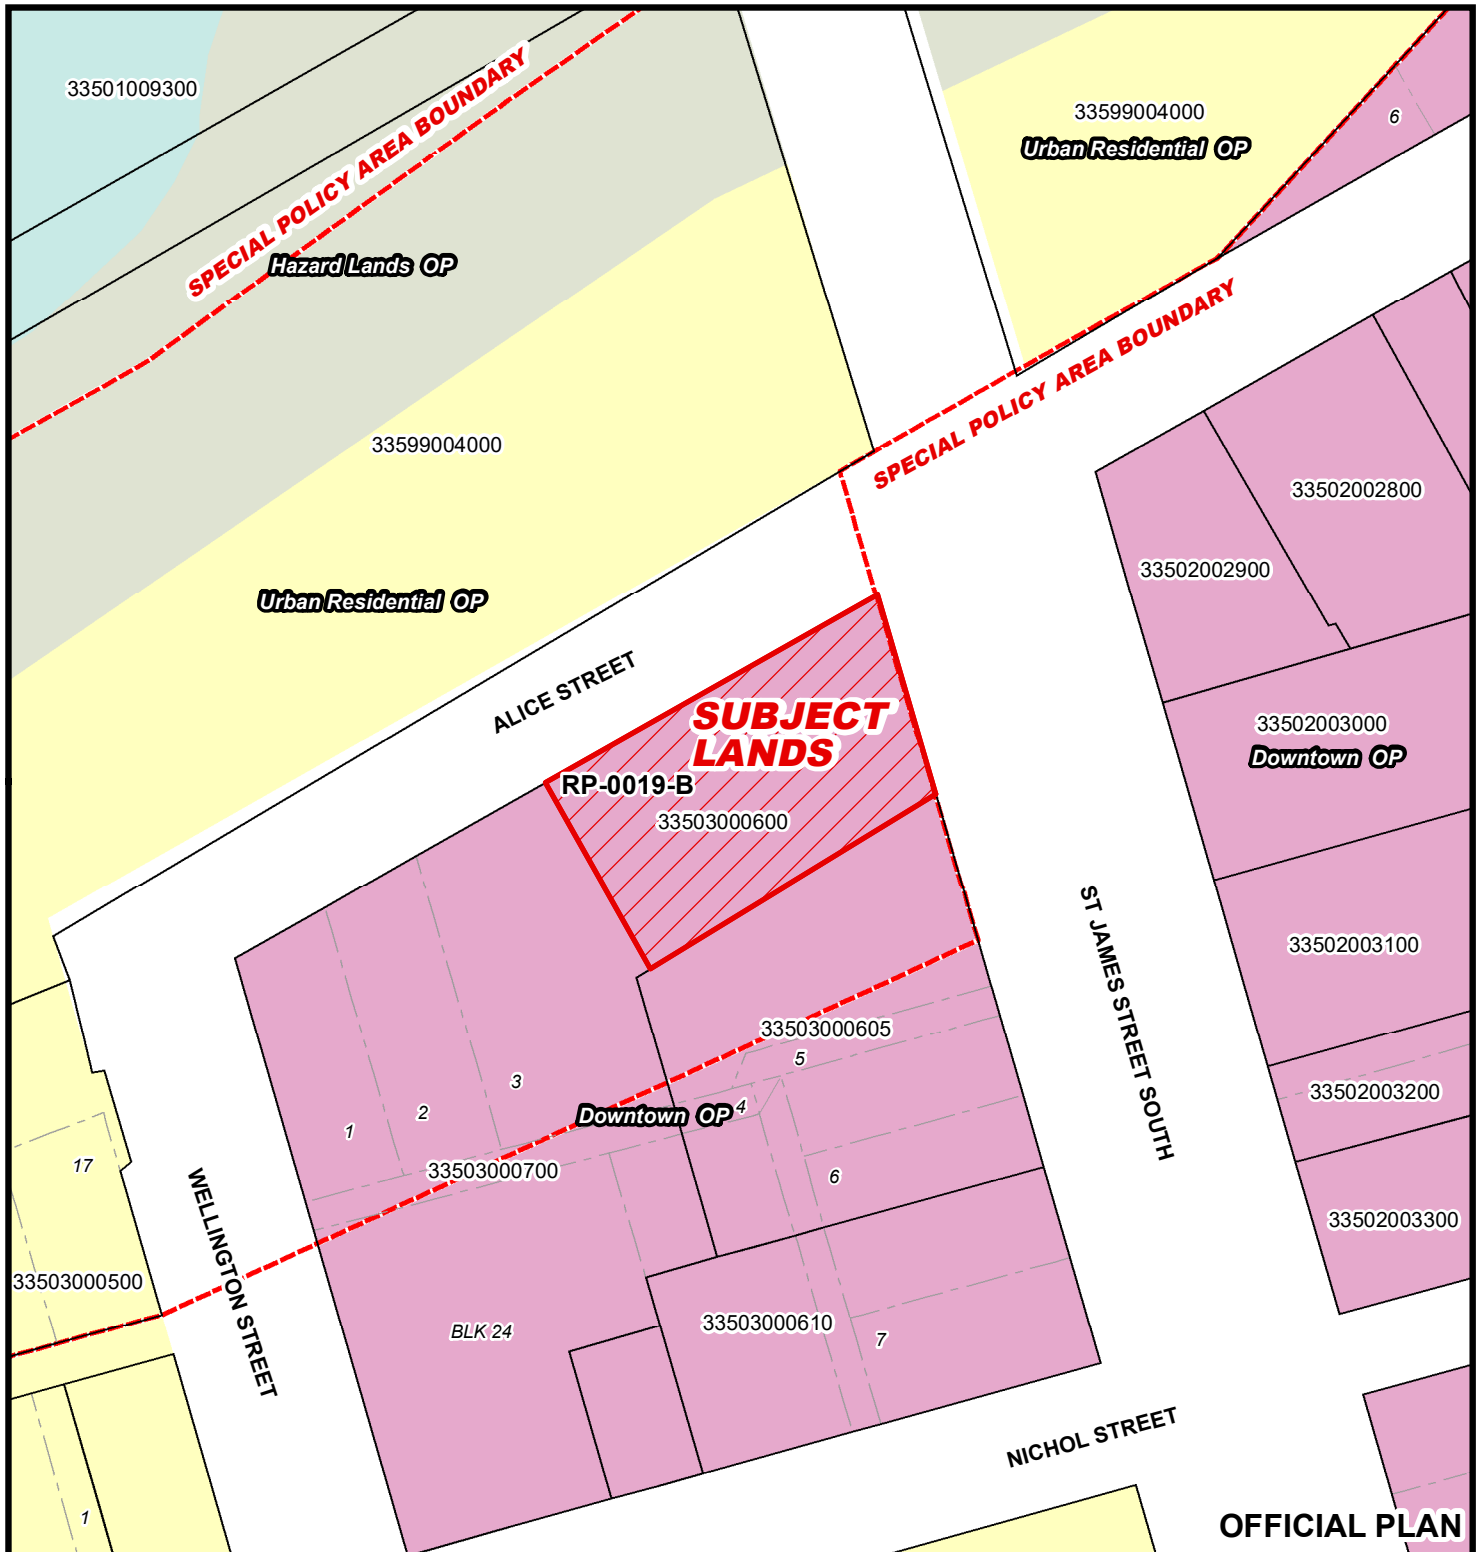 33501009300
SPECIAL POLICY AREA BOUNDARY
33599004000
Urban Residential OP
6
Hazard Lands OP
SPECIAL POLICY AREA BOUNDARY
33599004000
33502002800
33502002900
Urban Residential OP
ALICE STREET
SUBJECT
LANDS
33502003000
Downtown OP
RP-0019-B
33503000600
ST JAMES STREET SOUTH
33502003100
33503000605
5
3
33502003200
2
Downtown OP
4
1
17
33503000700
6
WELLINGTON STREET
33502003300
33503000500
BLK 24
33503000610
7
NICHOL STREET
1
OFFICIAL PLAN